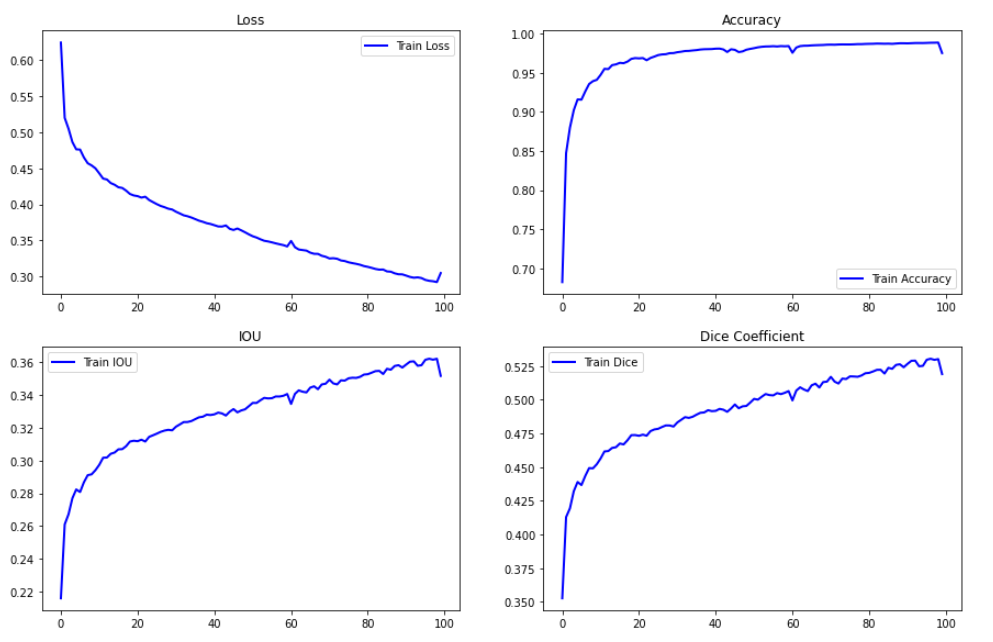 Loss
Train Loss
0.60
0.55
0.50
0.45
0.40
0.35
0.30
0 20 40 60 80 100
Accuracy
1.00
0.95
0.90
0.85
0.80
0.75
0.70
Train Accuracy
0 20 40 60 80 100
IOU
Train IOU
0.36
0.34
0.32
0.30
0.28
0.26
0.24
0.22
0 20 40 60 80 100
Dice Coefficient
Train Dice
0.525
0.500
0.475
0.450
0.425
0.400
0.375
0.350
0 20 40 60 80 100